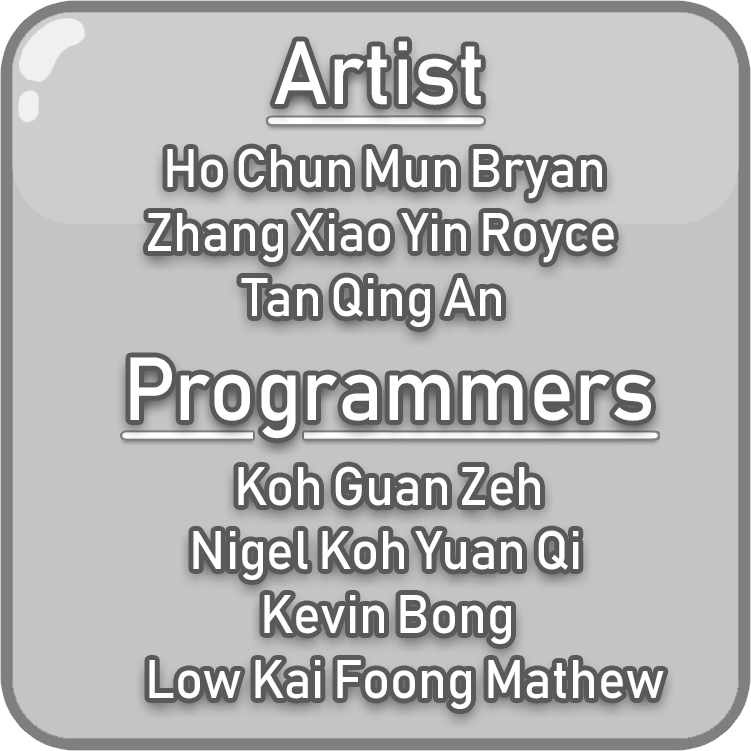 Artist
Ho Chun Mun Bryan
Zhang Xiao Yin Royce
Tan Qing An
Programmers
Koh Guan Zeh
Nigel Koh Yuan Qi
Kevin Bong
Low Kai Foong Mathew